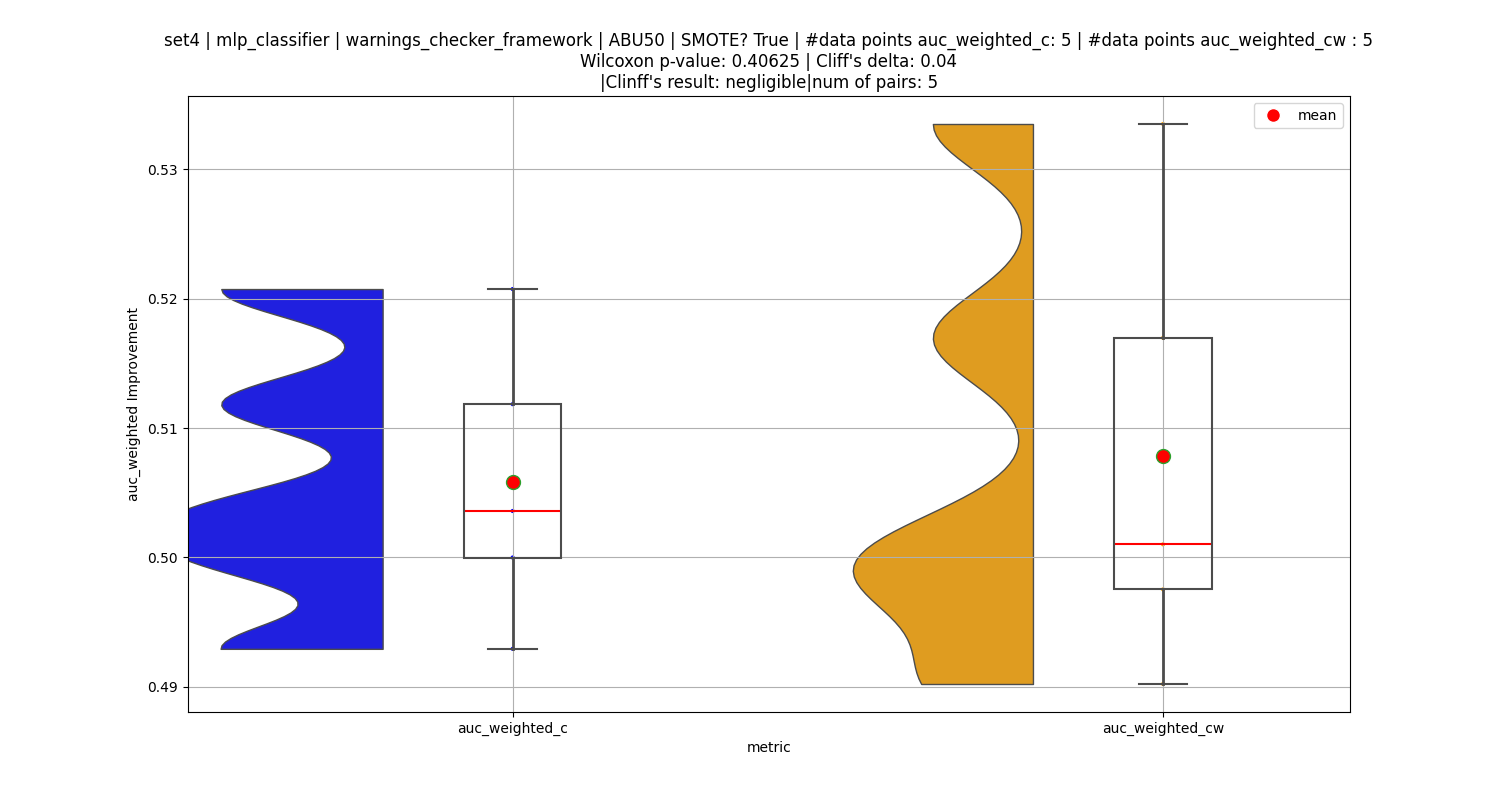 set4 | mlp_classifier | warnings_checker_framework | ABU50 | SMOTE? True | #data points auc_weighted_c: 5 | #data points auc_weighted_cw : 5
Wilcoxon p-value: 0.40625 | Cliff's delta: 0.04
|Clinff's result: negligible|num of pairs: 5
mean
0.53
0.52
0.51
0.50
0.49
auc_weighted Improvement
auc_weighted_c
auc_weighted_cw
metric